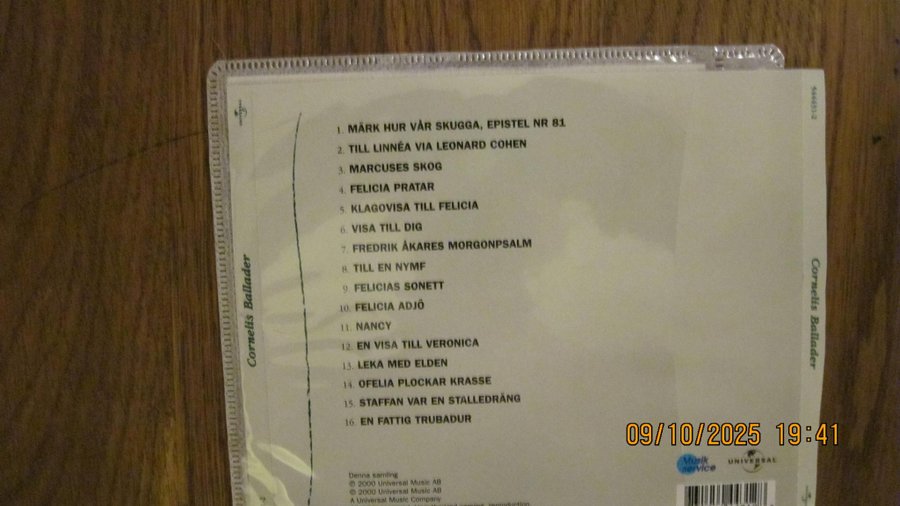 1. MÄRK HUR VÅR SKUGGA, EPISTEL NR 81
2. TILL LINNÉA VIA LEONARD COHEN
3. MARCUSES SKOG
4. FELICIA PRATAR
5. KLAGOVISA TILL FELICIA
6. VISA TILL DIG
7. FREDRIK ÅKARES MORGONPSALM
8. TILL EN NYMF
9. FELICIAS SONETT
10. FELICIA ADJÖ
11. NANCY
12. EN VISA TILL VERONICA
13. LEKA MED ELDEN
14. OFELIA PLOCKAR KRASSE
15. STAFFAN VAR EN STALLEDRÄNG
16. EN FATTIG TRUBADUR
Cornelis Ballader
Cornelis Ballader
Denna samling
℗ 2000 Universal Music AB
© 2000 Universal Music AB
A Universal Music Company
Musik
service
UNIVERSAL
09/10/2025 19:41